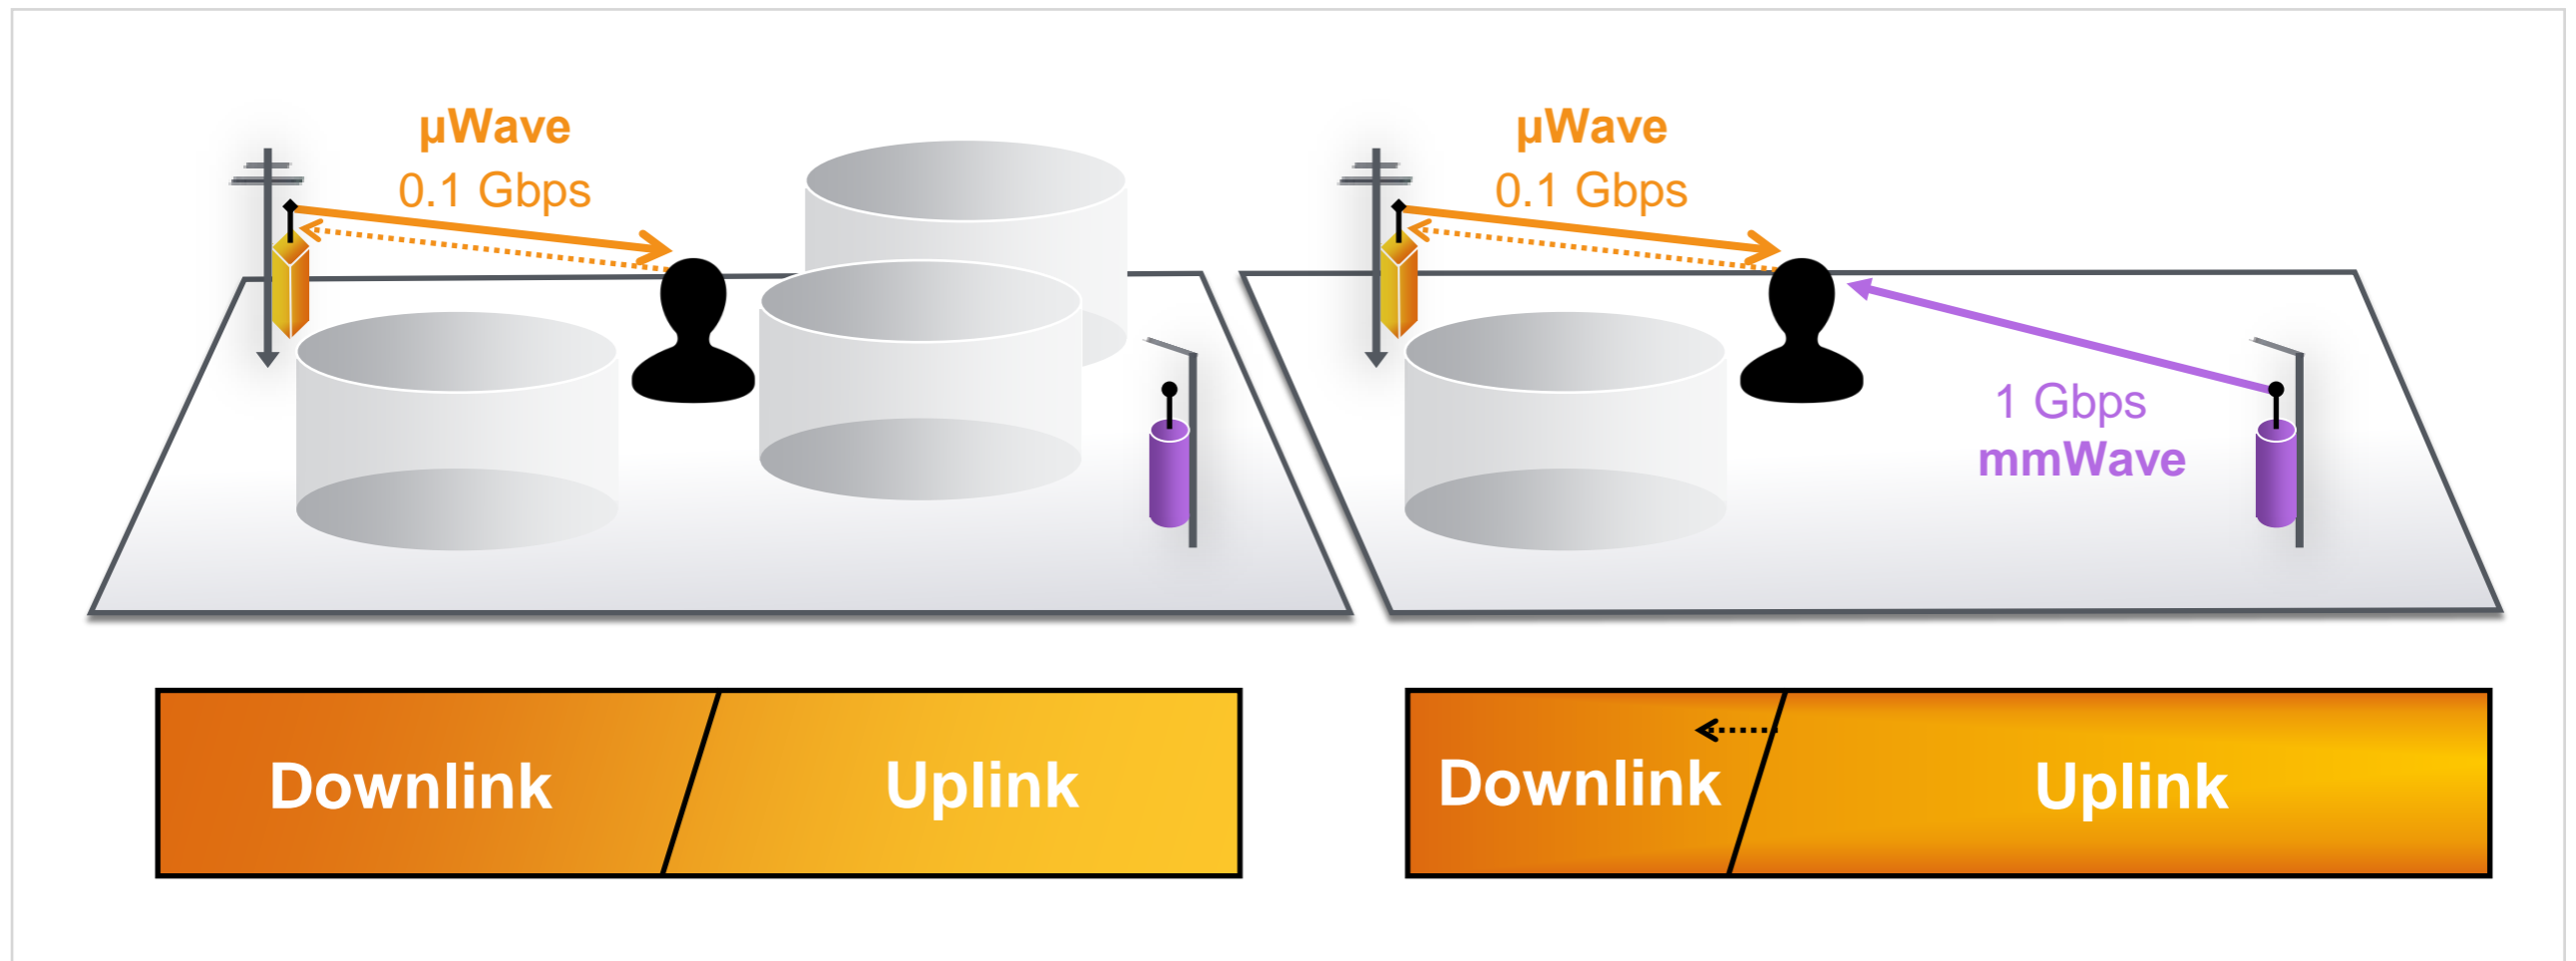 µWave
0.1 Gbps
µWave
0.1 Gbps
1 Gbps
mmWave
Downlink
Uplink
Downlink
Uplink